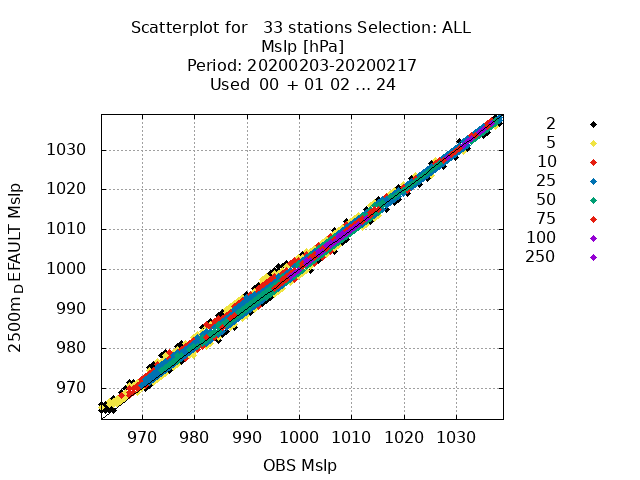 Scatterplot for   33 stations Selection: ALL
Mslp [hPa]
Period: 20200203-20200217
Used  00 + 01 02 ... 24
2
5
10
25
50
75
100
250
1030
1020
1010
1000
990
980
970
2500m DEFAULT Mslp
970 980 990 1000 1010 1020 1030
OBS Mslp